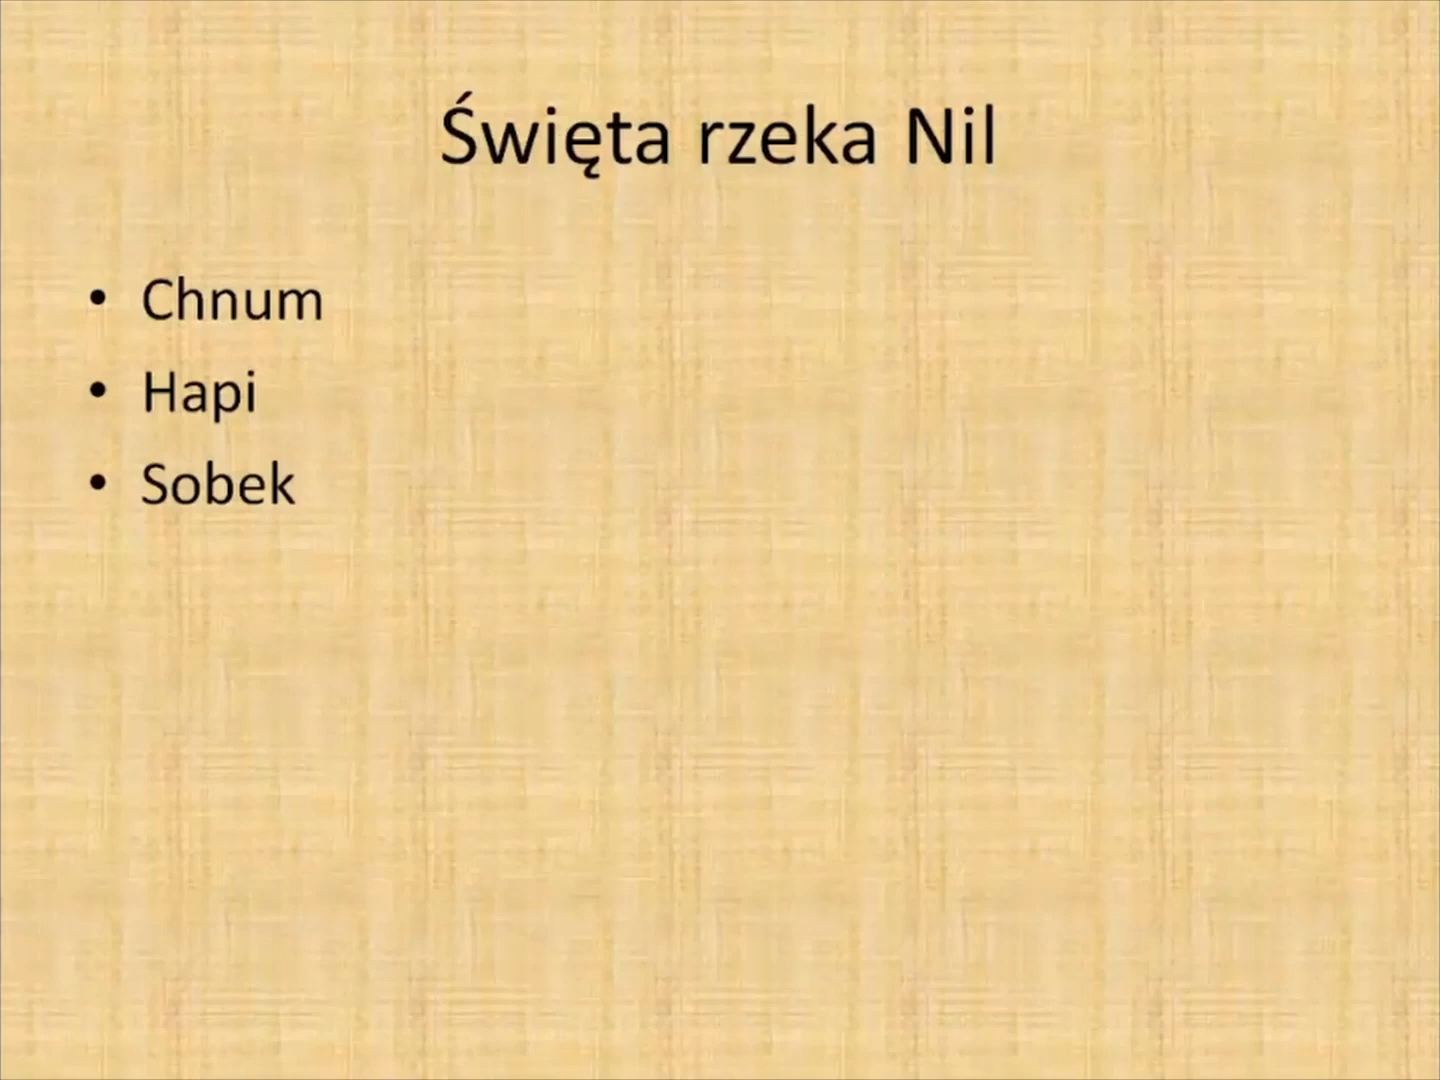 Święta rzeka Nil
• Chnum
• Hapi
• Sobek